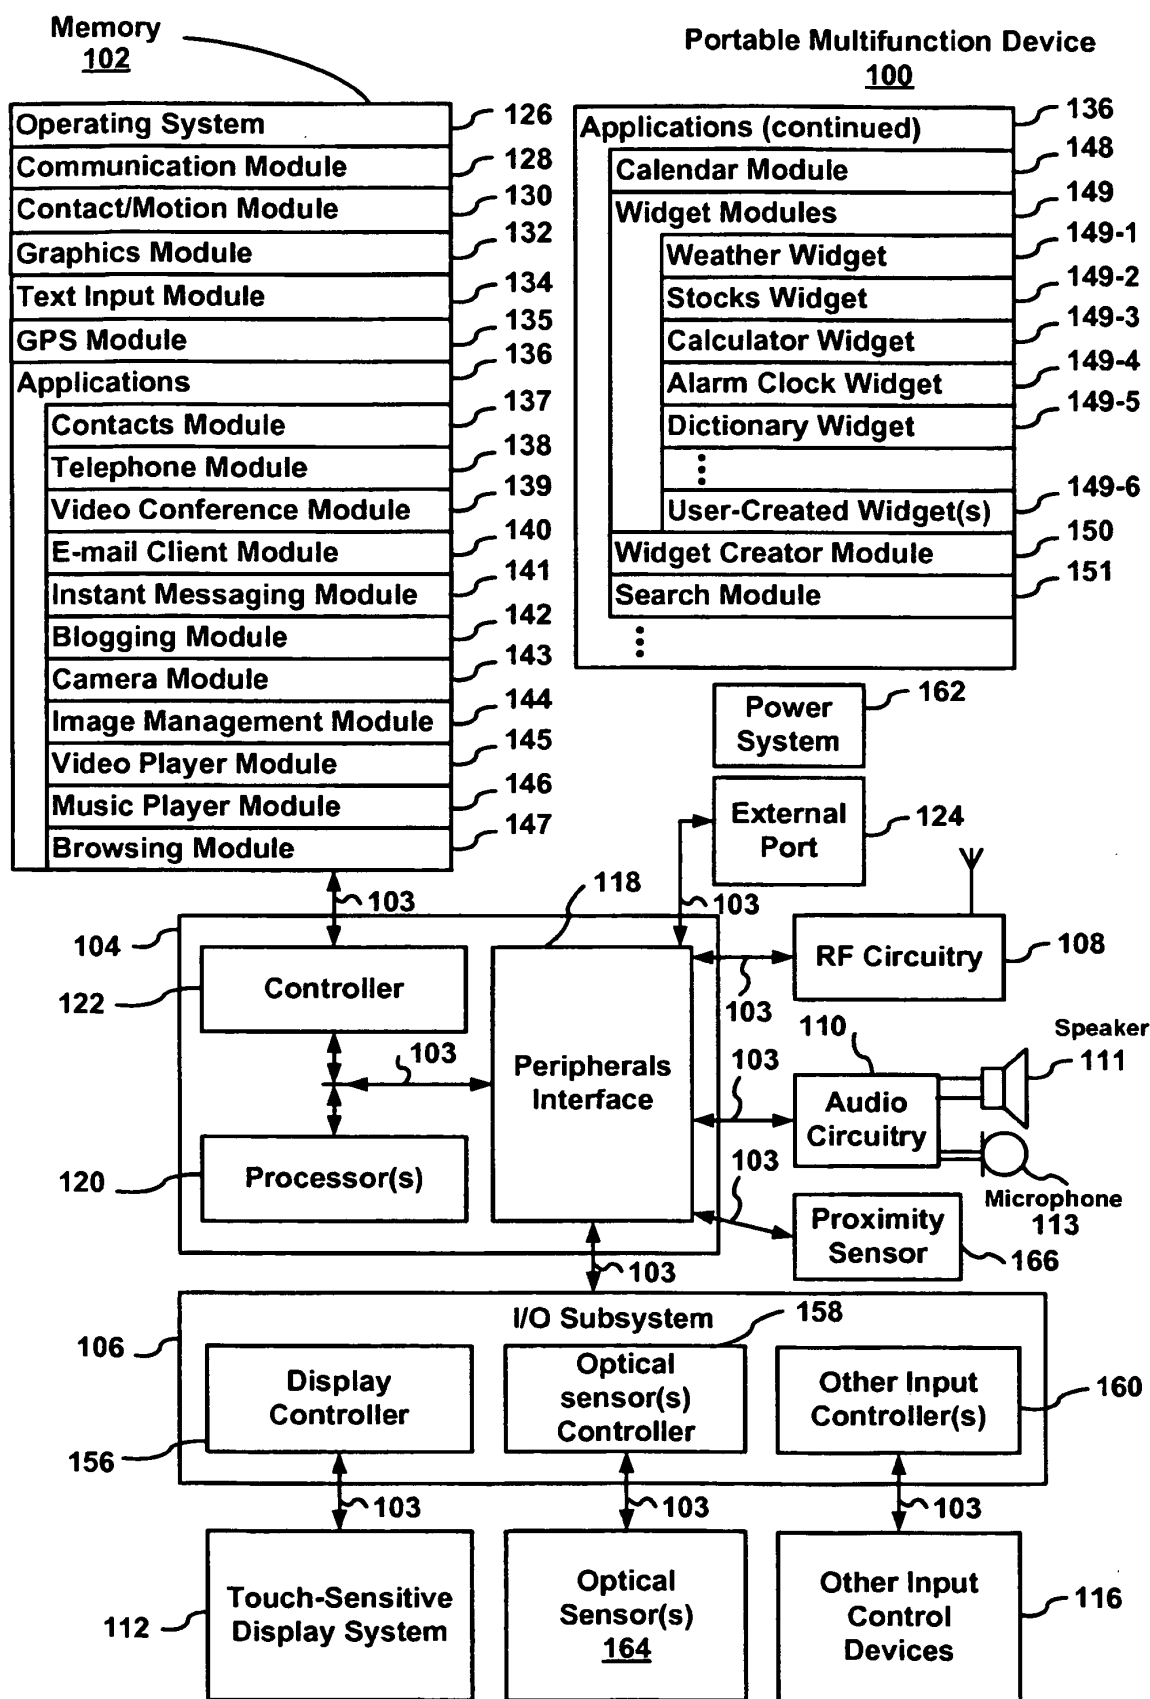 Memory
102
Portable Multifunction Device
100
Operating System 126
Communication Module 128
Contact/Motion Module 130
Graphics Module 132
Text Input Module 134
GPS Module 135
Applications 136
Contacts Module 137
Telephone Module 138
Video Conference Module 139
E-mail Client Module 140
Instant Messaging Module 141
Blogging Module 142
Camera Module 143
Image Management Module 144
Video Player Module 145
Music Player Module 146
Browsing Module 147
Applications (continued) 136
Calendar Module 148
Widget Modules 149
Weather Widget 149-1
Stocks Widget 149-2
Calculator Widget 149-3
Alarm Clock Widget 149-4
Dictionary Widget 149-5
⋮
User-Created Widget(s) 149-6
Widget Creator Module 150
Search Module 151
⋮
Power
System
162
External
Port
124
103
118
103
104
Controller
122
103
Peripherals
Interface
Processor(s)
120
103
RF Circuitry
108
103
110
Audio
Circuitry
Speaker
111
Microphone
113
103
Proximity
Sensor
166
103
I/O Subsystem
106
158
Display
Controller
156
Optical
sensor(s)
Controller
Other Input
Controller(s)
160
103
103
103
Touch-Sensitive
Display System
112
Optical
Sensor(s)
164
Other Input
Control
Devices
116